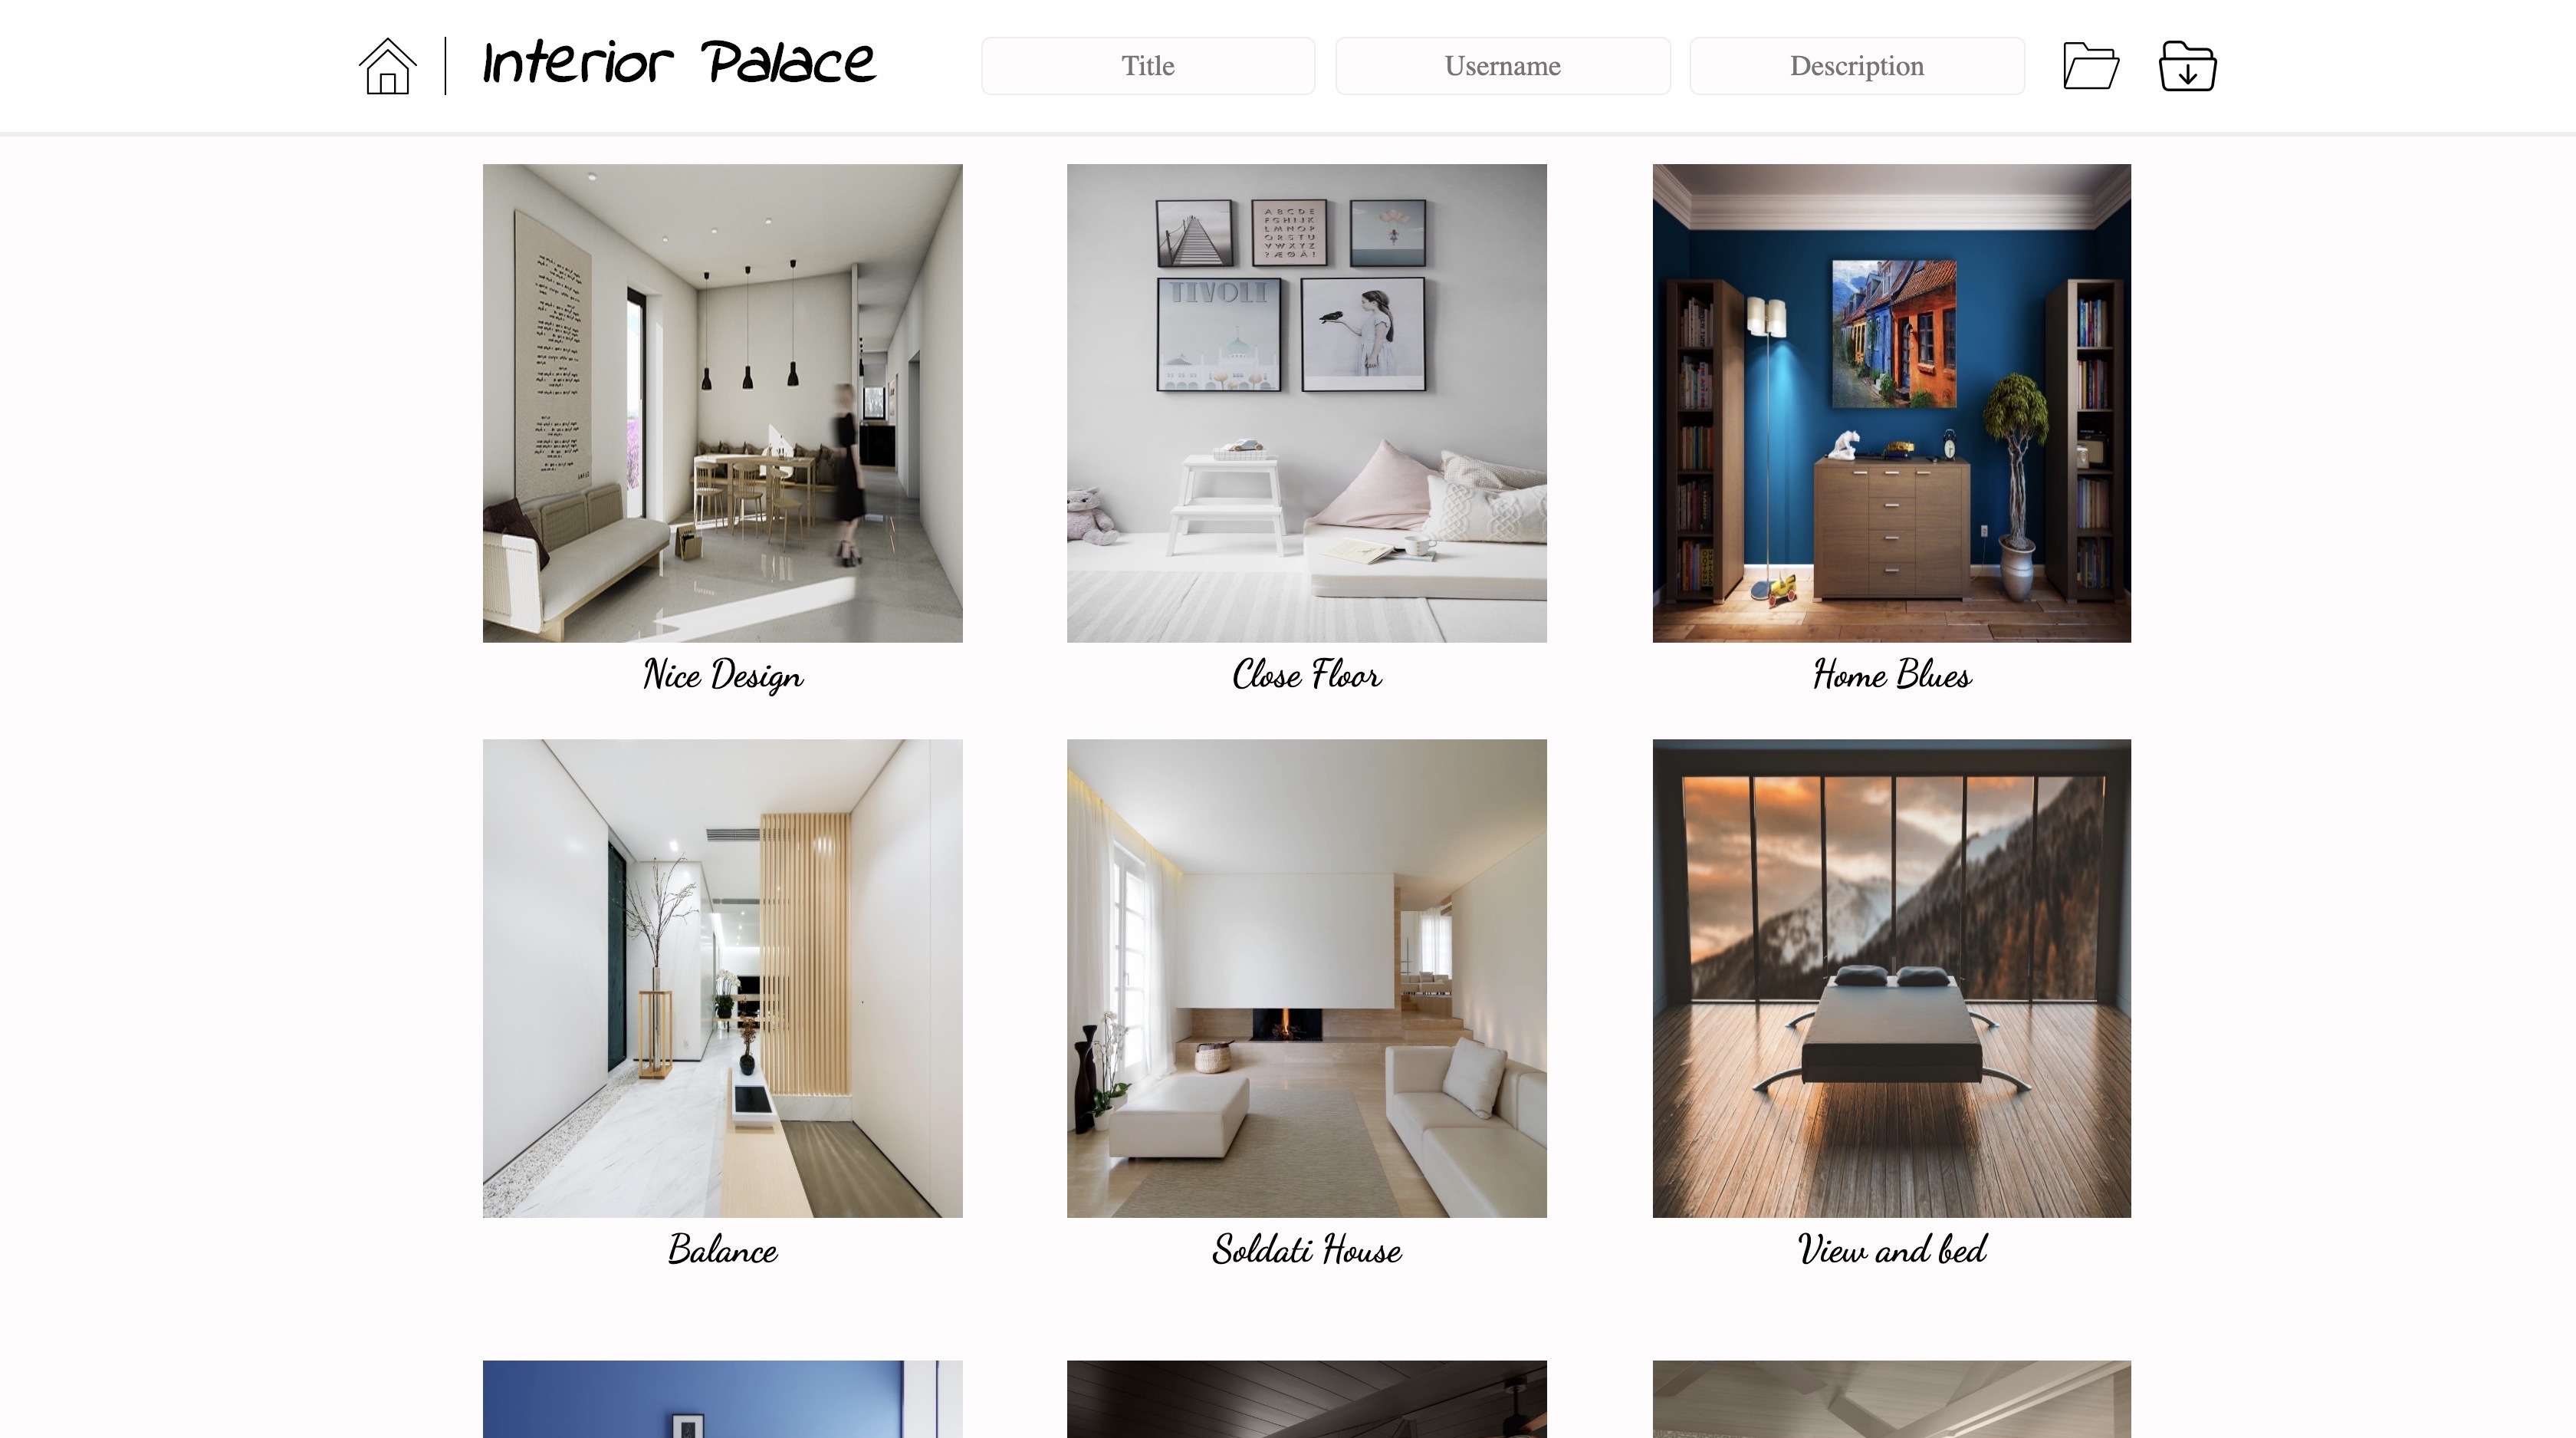 Interior Palace
Title
Username
Description
A B C D E
F G H I J K
L M N O P
Q R S T U
V W X Y Z
TIVOLI
Nice Design
Close Floor
Home Blues
Balance
Soldati House
View and bed